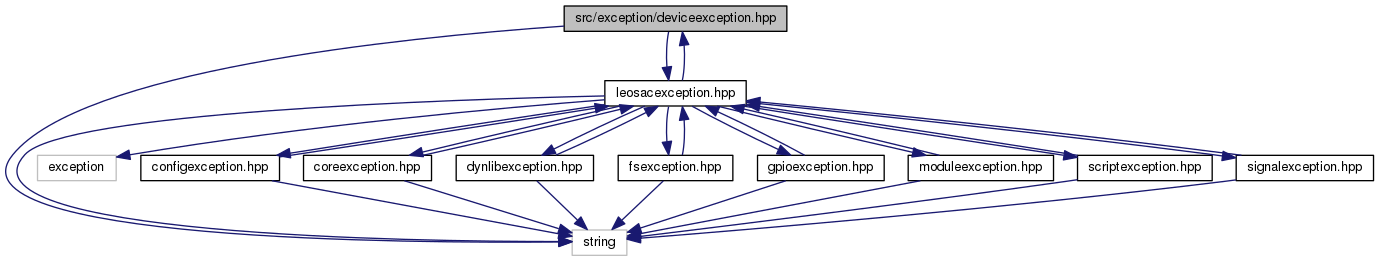 src/exception/deviceexception.hpp
leosacexception.hpp
exception
configexception.hpp
coreexception.hpp
dynlibexception.hpp
fsexception.hpp
gpioexception.hpp
moduleexception.hpp
scriptexception.hpp
signalexception.hpp
string